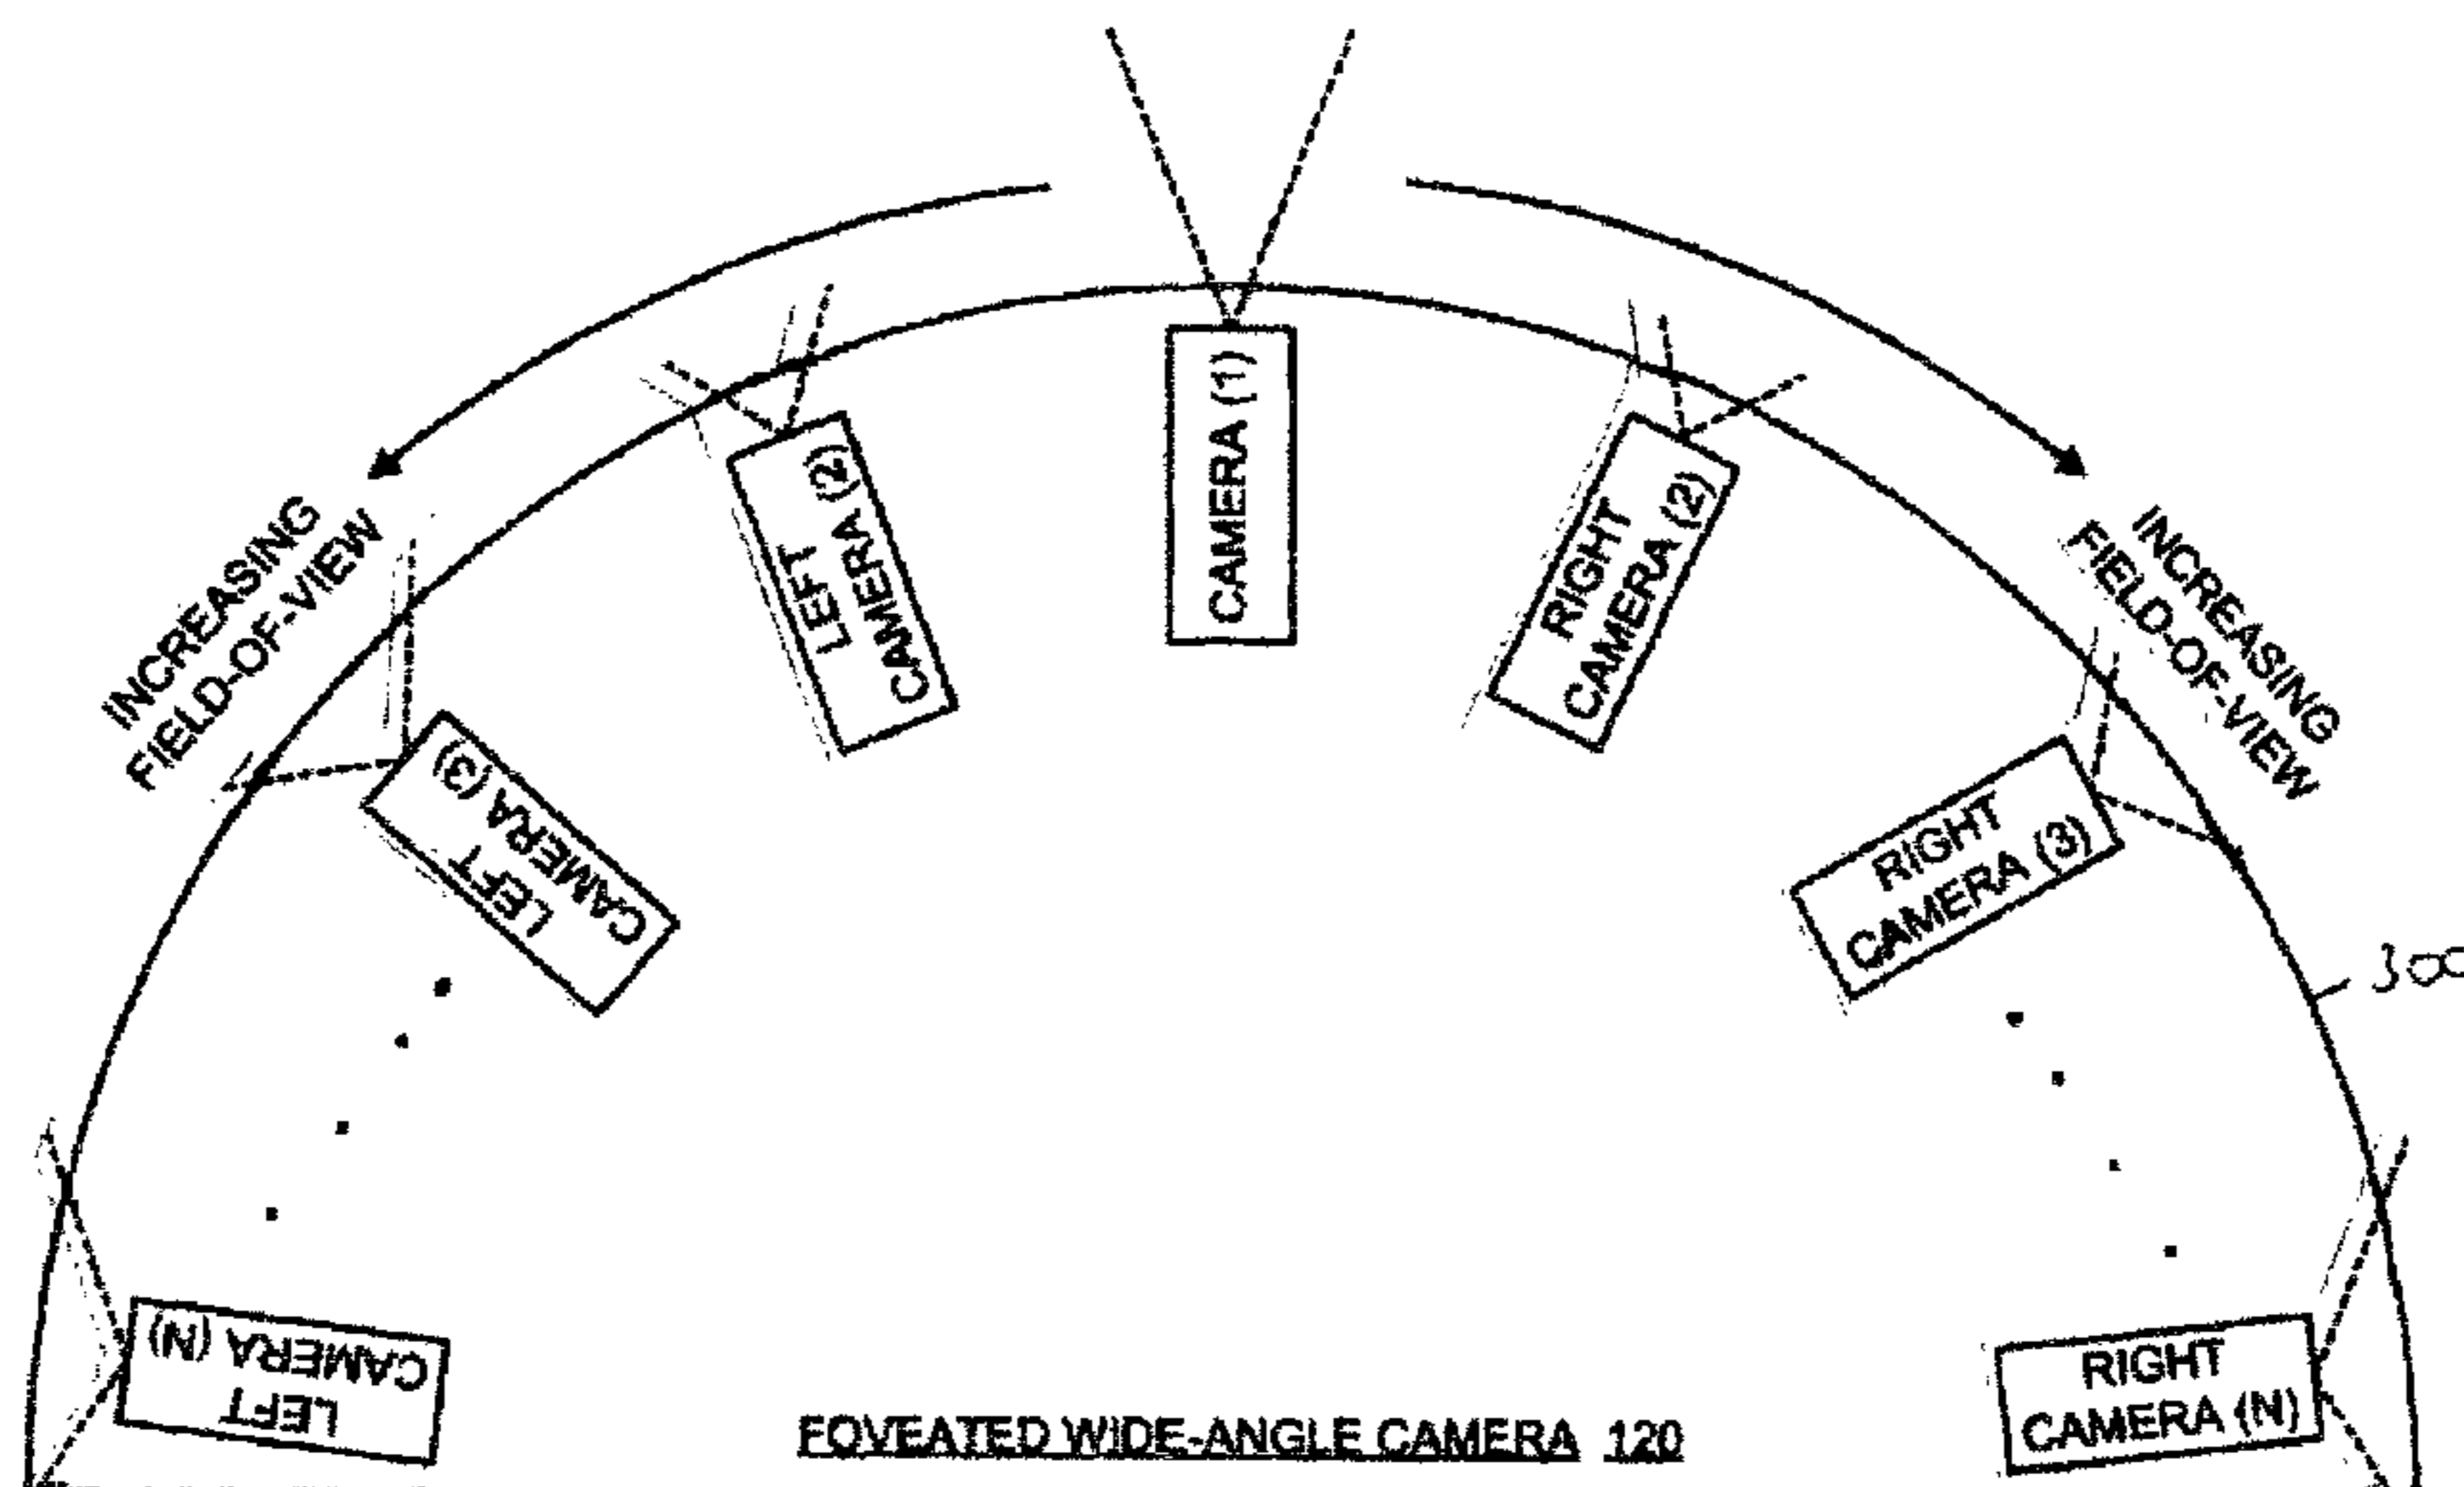 CAMERA (1)
LEFT
CAMERA (2)
RIGHT
CAMERA (2)
INCREASING
FIELD-OF-VIEW
INCREASING
FIELD-OF-VIEW
LEFT
CAMERA (3)
RIGHT
CAMERA (3)
300
LEFT
CAMERA (N)
RIGHT
CAMERA (N)
FOVEATED WIDE-ANGLE CAMERA 120